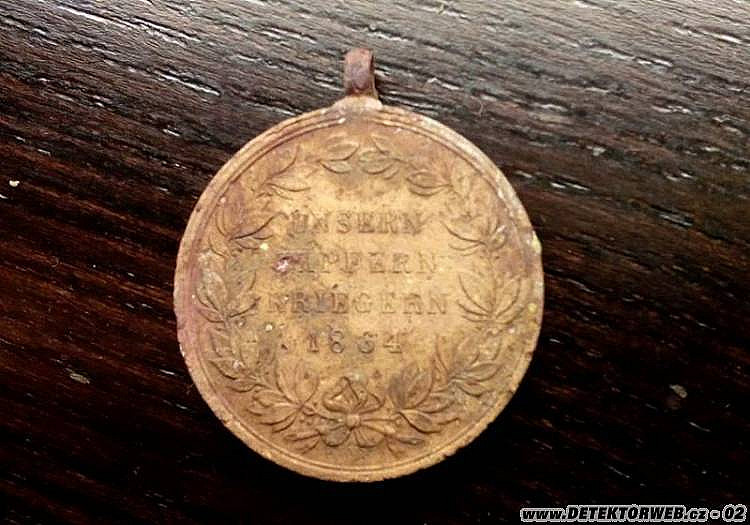 UNSERN
TAPFERN
KRIEGERN
1864
www.DETEKTORWEB.cz - 02